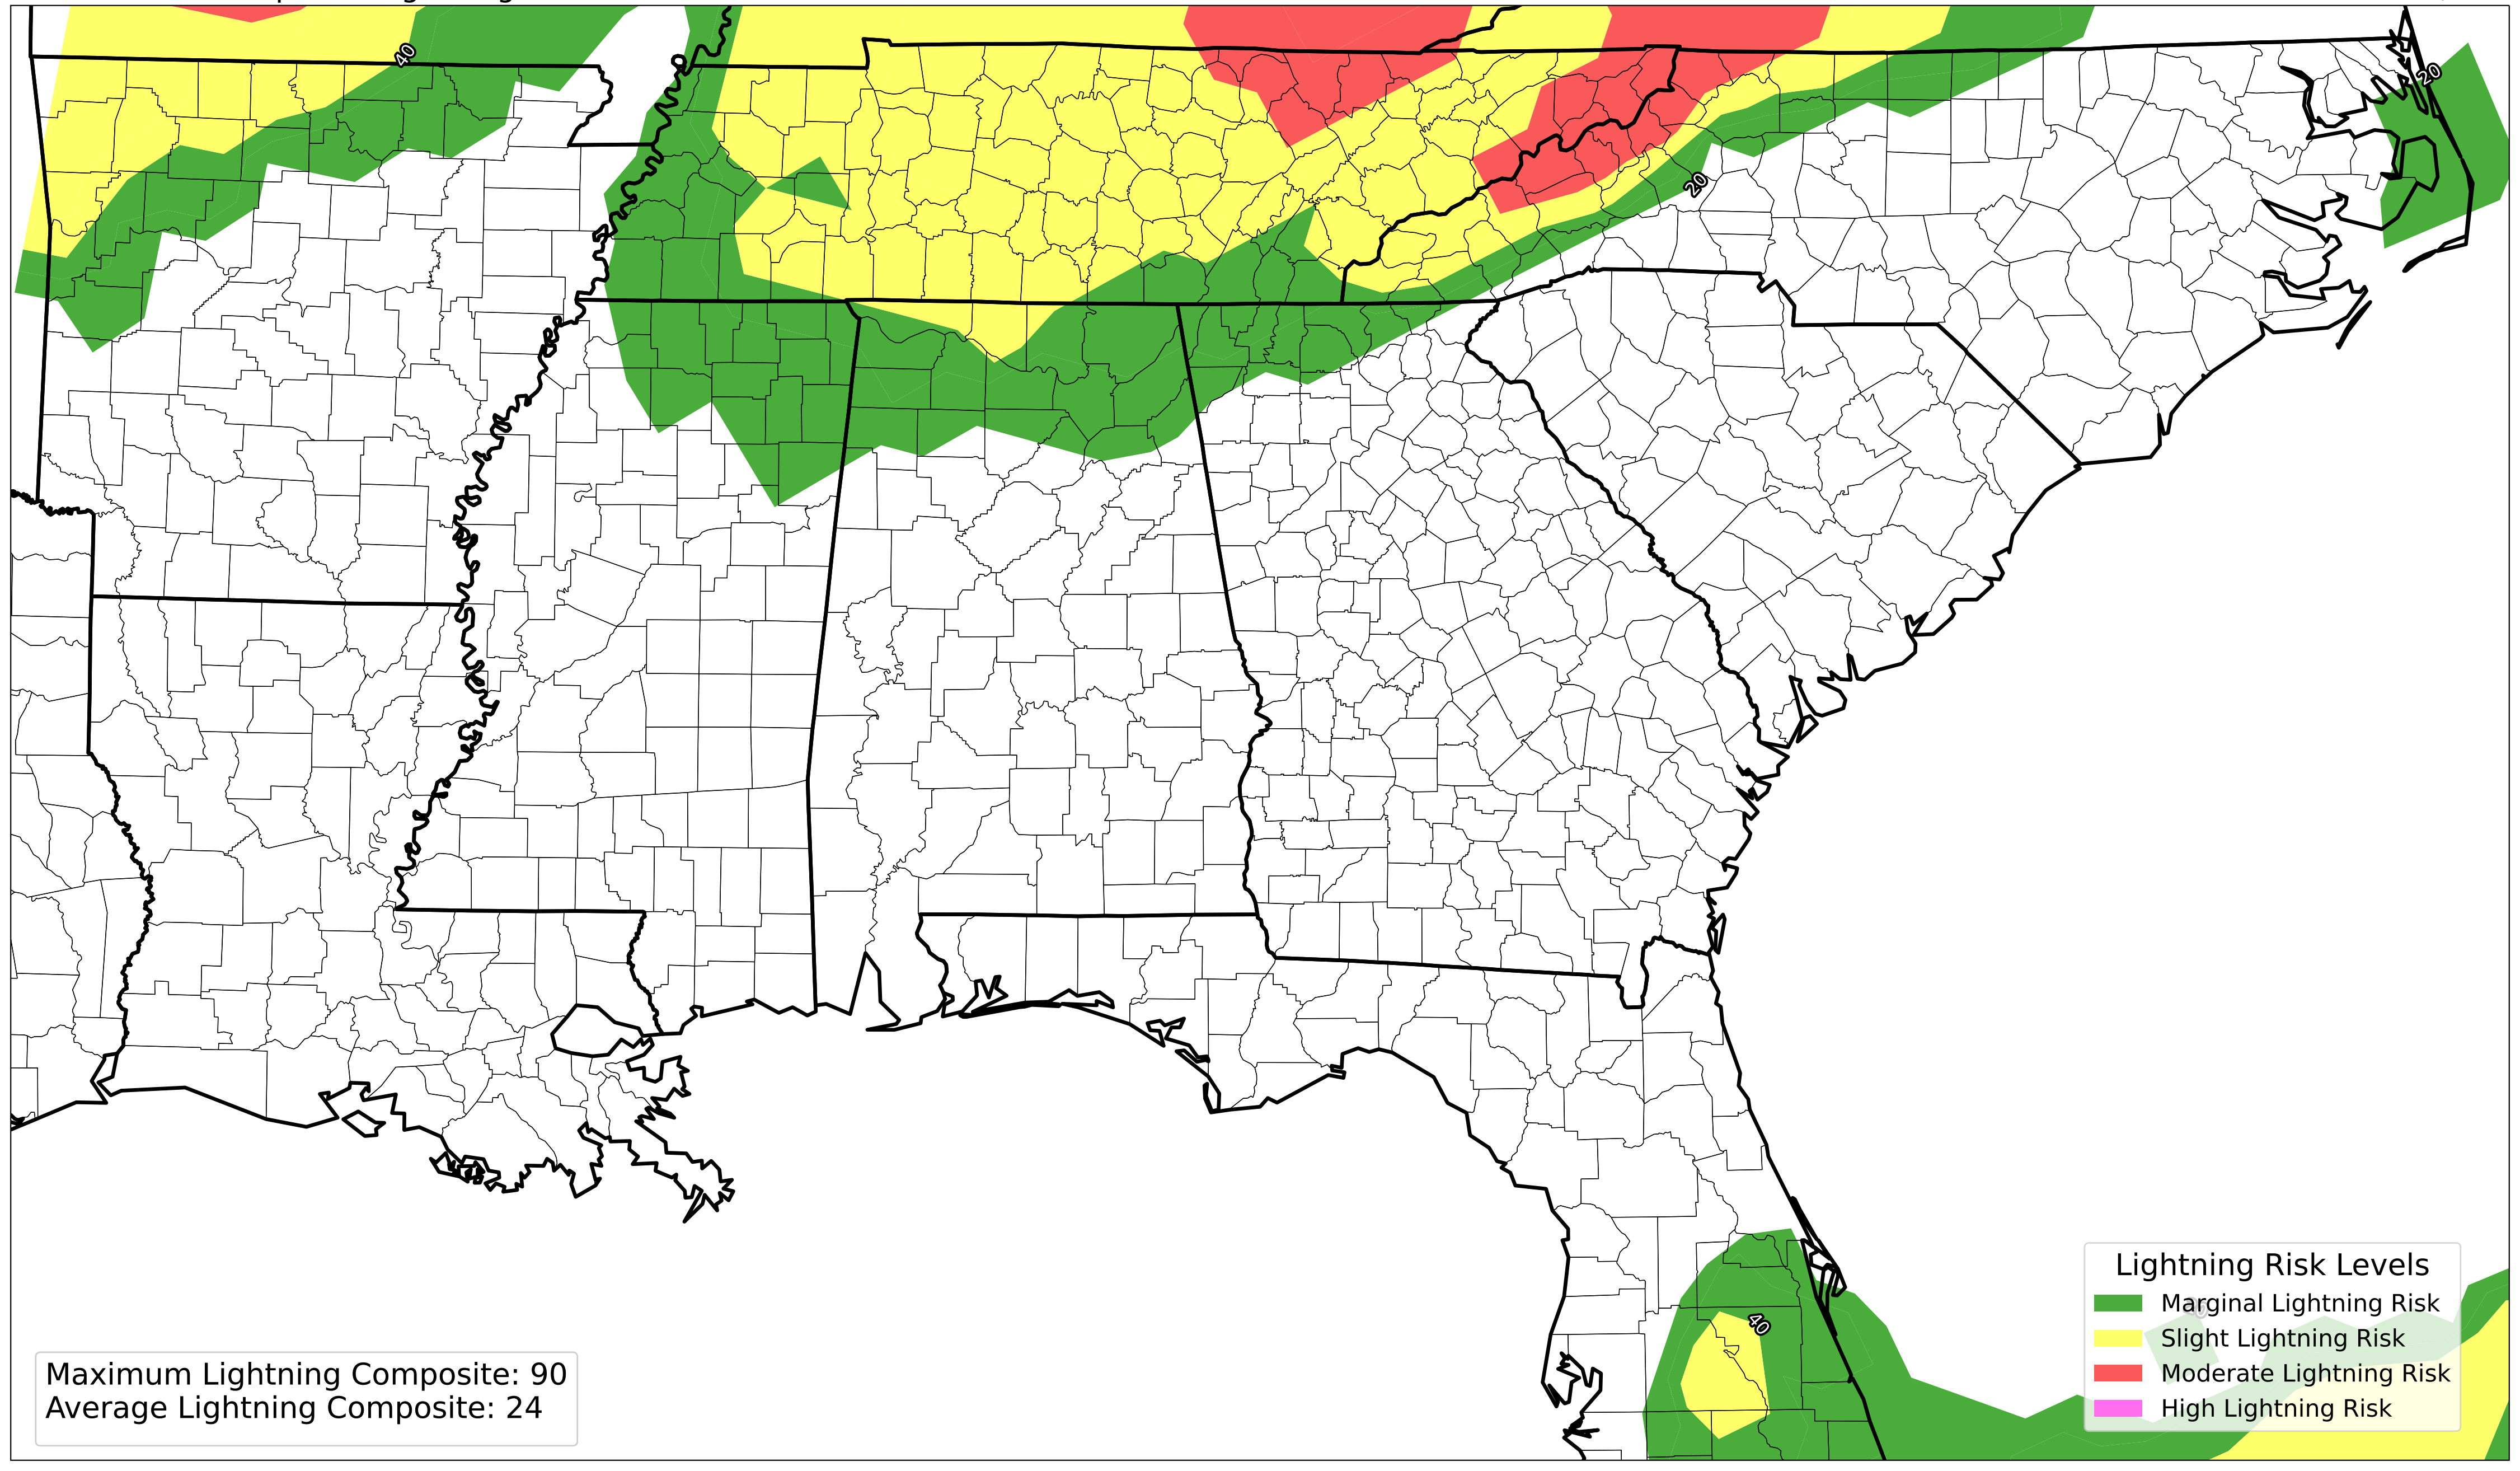 40
20
20
40
Lightning Risk Levels
Marginal Lightning Risk
Slight Lightning Risk
Moderate Lightning Risk
High Lightning Risk
Maximum Lightning Composite: 90
Average Lightning Composite: 24